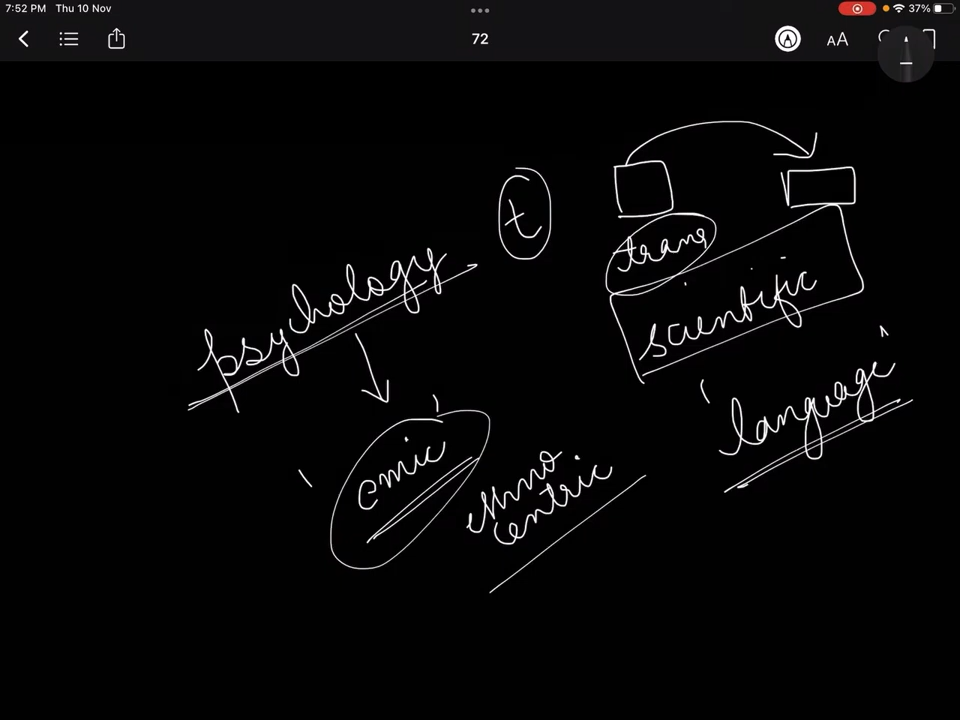 7:52 PM Thu 10 Nov
37%
72
AA
t
trans
psychology
scientific
'language'
'emic'
ethno
centric